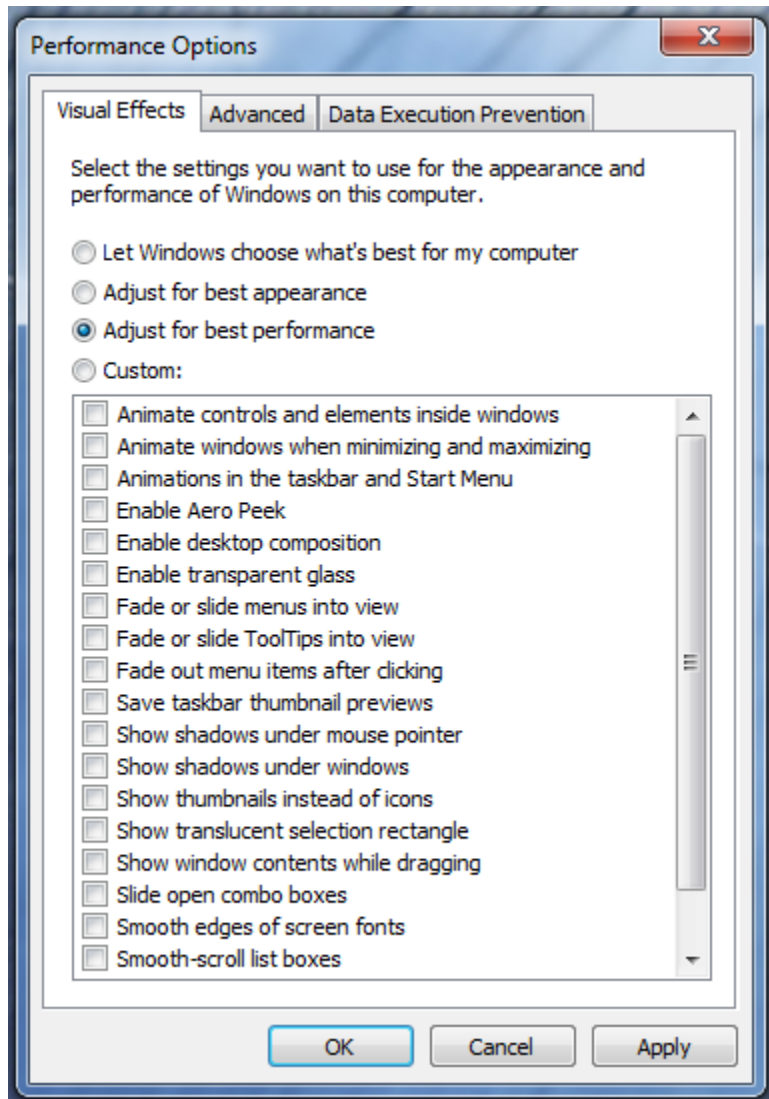 Performance Options
Visual Effects
Advanced
Data Execution Prevention
Select the settings you want to use for the appearance and
performance of Windows on this computer.
Let Windows choose what's best for my computer
Adjust for best appearance
Adjust for best performance
Custom:
Animate controls and elements inside windows
Animate windows when minimizing and maximizing
Animations in the taskbar and Start Menu
Enable Aero Peek
Enable desktop composition
Enable transparent glass
Fade or slide menus into view
Fade or slide ToolTips into view
Fade out menu items after clicking
Save taskbar thumbnail previews
Show shadows under mouse pointer
Show shadows under windows
Show thumbnails instead of icons
Show translucent selection rectangle
Show window contents while dragging
Slide open combo boxes
Smooth edges of screen fonts
Smooth-scroll list boxes
OK
Cancel
Apply